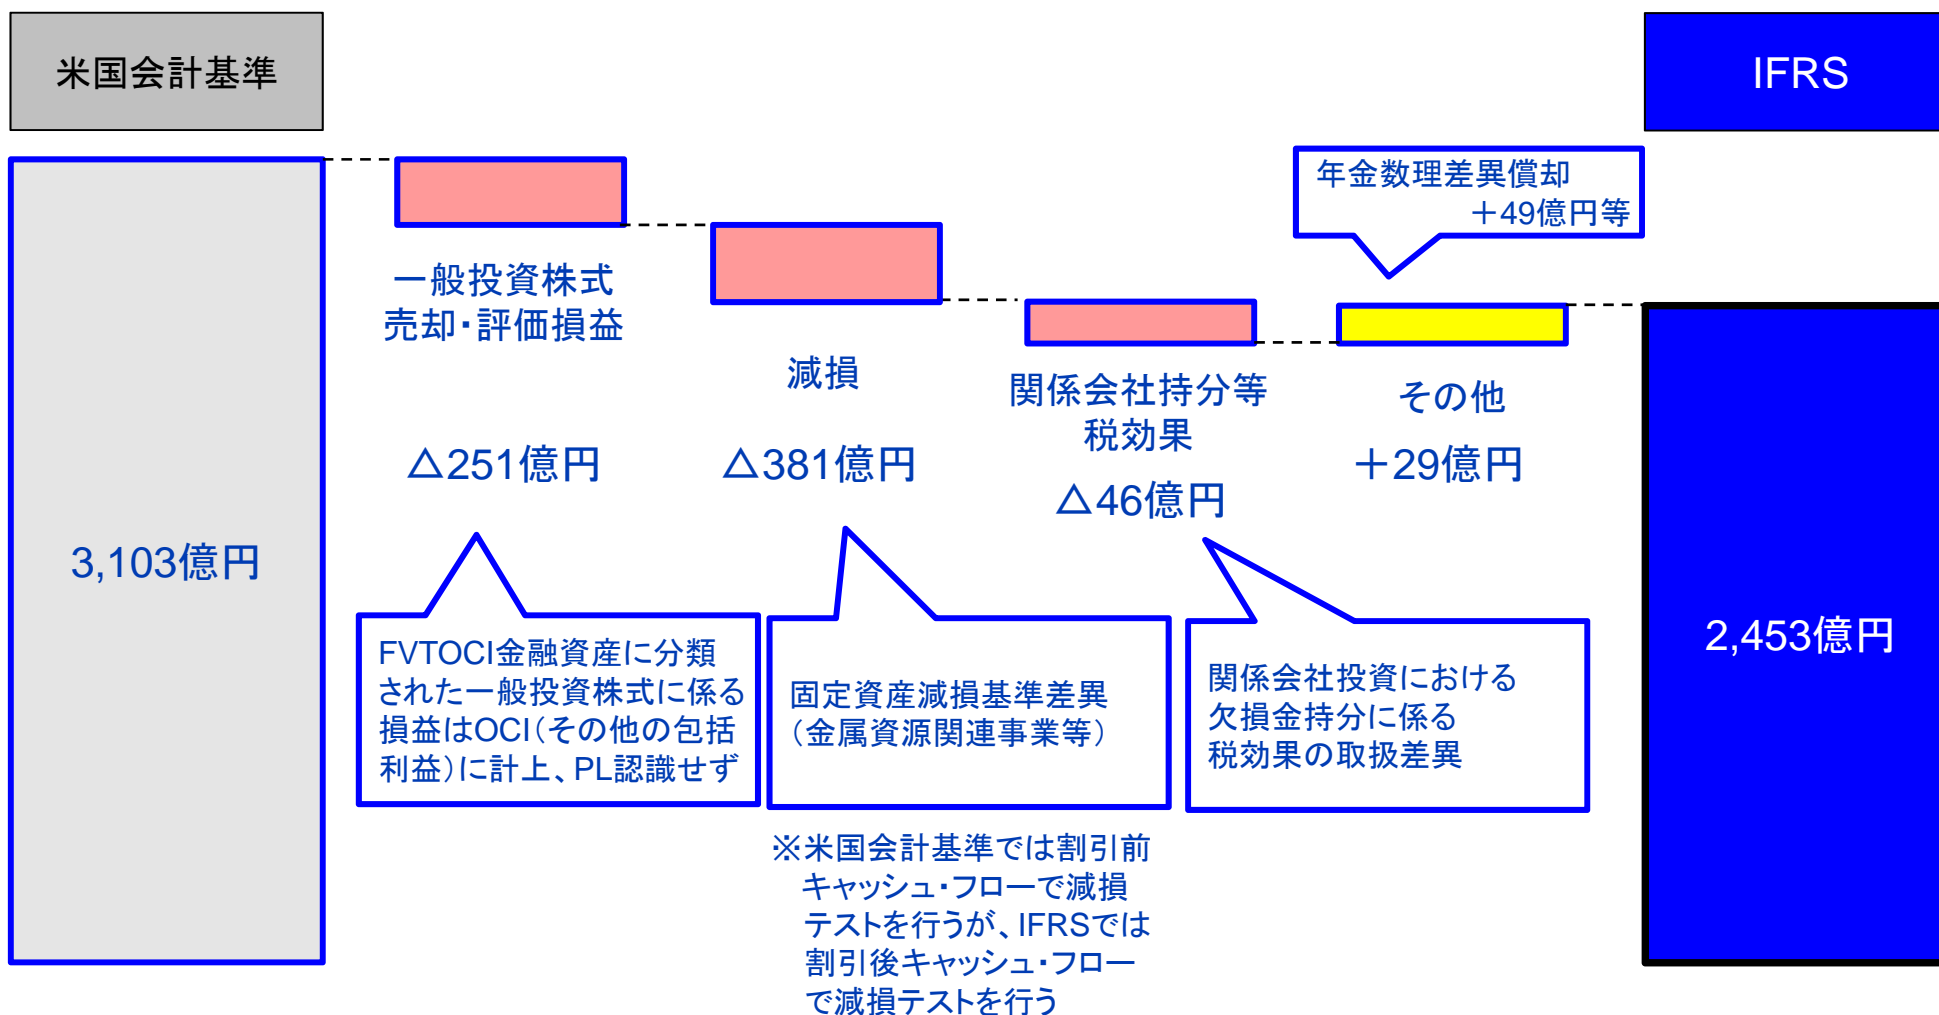 米国会計基準
IFRS
年金数理差異償却
＋49億円等
一般投資株式
売却・評価損益
減損
関係会社持分等
税効果
その他
△251億円
△381億円
△46億円
＋29億円
3,103億円
2,453億円
FVTOCI金融資産に分類
された一般投資株式に係る
損益はOCI（その他の包括
利益）に計上、PL認識せず
固定資産減損基準差異
（金属資源関連事業等）
関係会社投資における
欠損金持分に係る
税効果の取扱差異
※米国会計基準では割引前
キャッシュ・フローで減損
テストを行うが、IFRSでは
割引後キャッシュ・フロー
で減損テストを行う